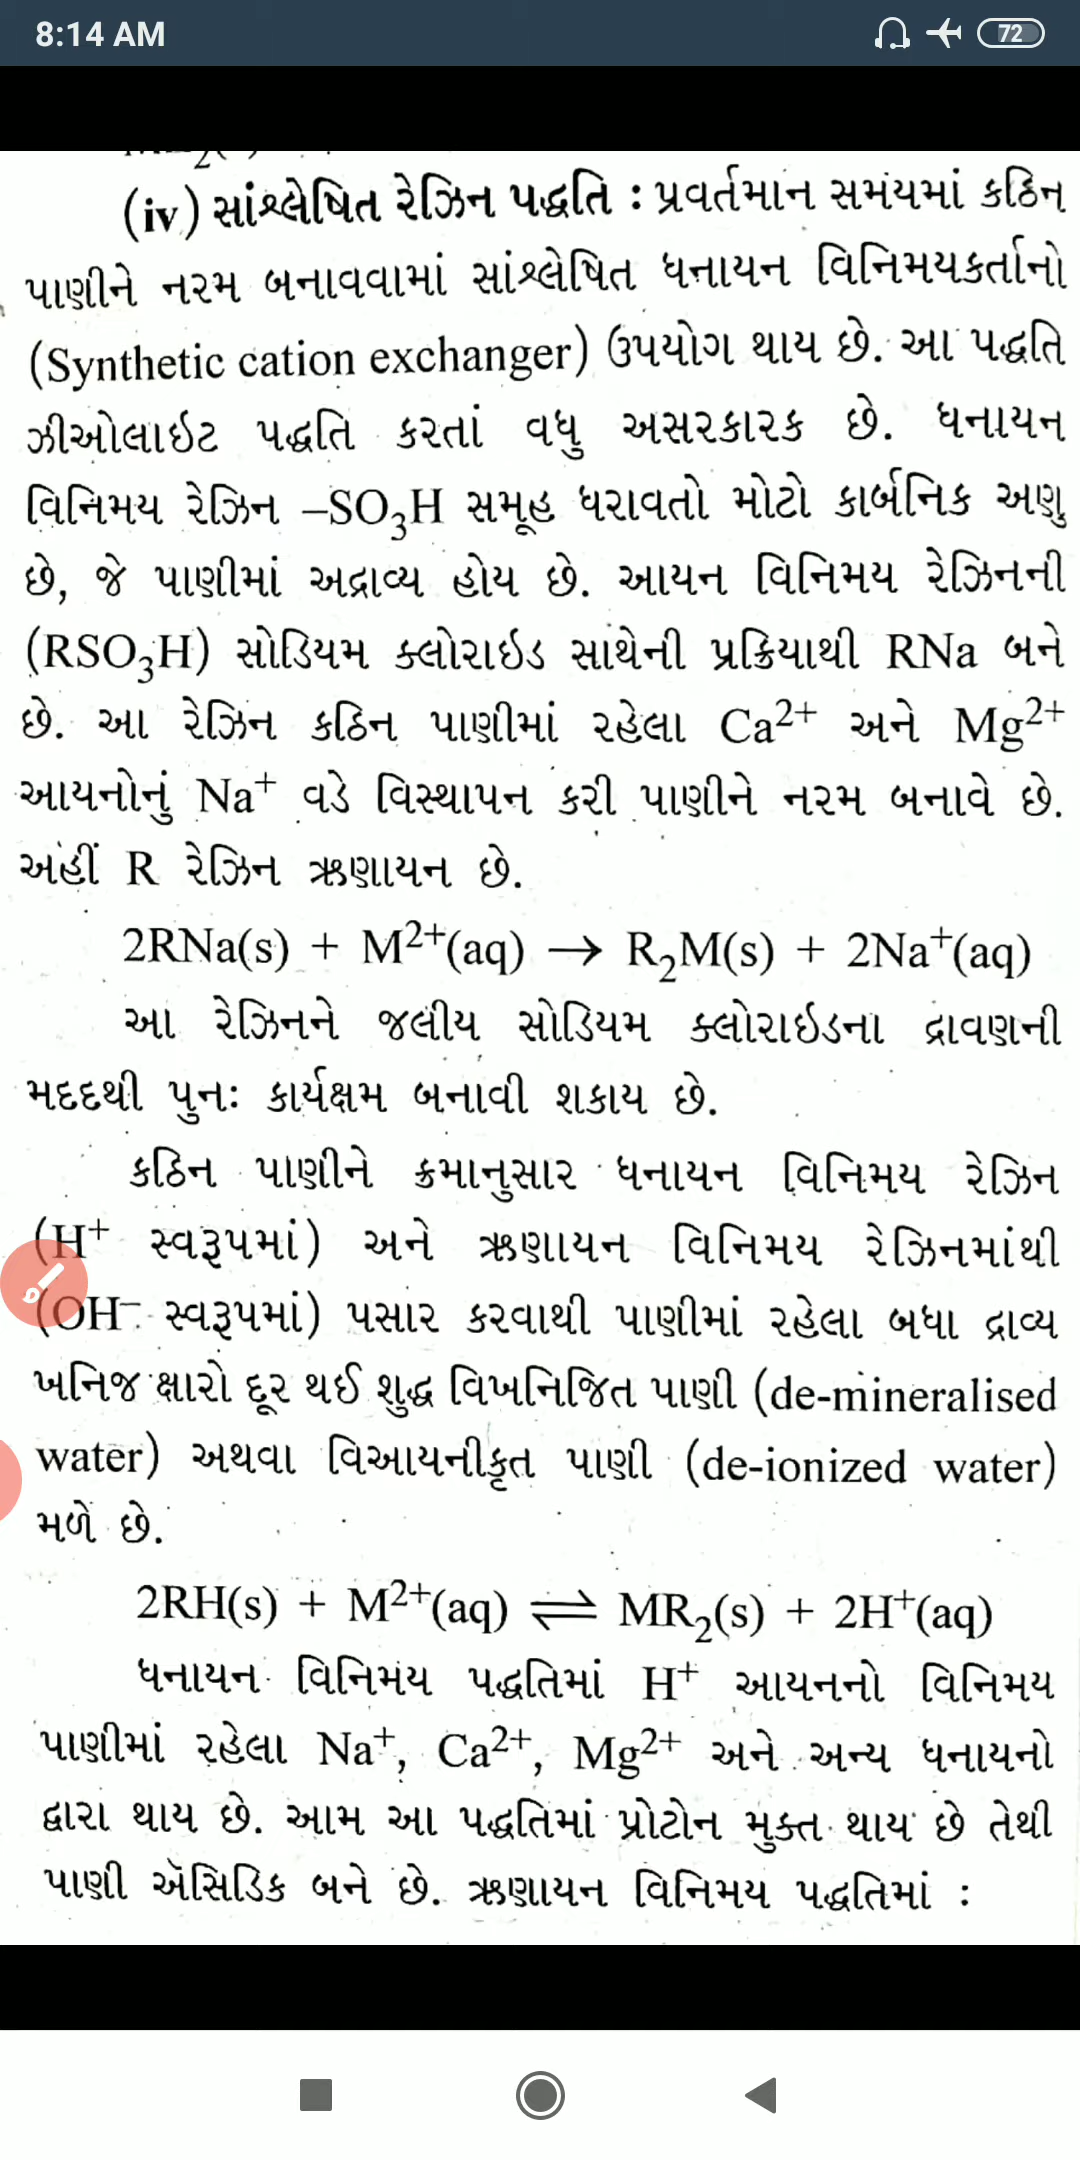 8:14 AM
72
(iv) સાંશ્લેષિત રેઝિન પદ્ધતિ : પ્રવર્તમાન સમયમાં કઠિન
પાણીને નરમ બનાવવામાં સાંશ્લેષિત ધનાયન વિનિમયકર્તાનો
(Synthetic cation exchanger) ઉપયોગ થાય છે. આ પદ્ધતિ
ઝીઓલાઇટ પદ્ધતિ કરતાં વધુ અસરકારક છે. ધનાયન
વિનિમય રેઝિન –SO₃H સમૂહ ધરાવતો મોટો કાર્બનિક અણુ
છે, જે પાણીમાં અદ્રાવ્ય હોય છે. આયન વિનિમય રેઝિનની
(RSO₃H) સોડિયમ ક્લોરાઇડ સાથેની પ્રક્રિયાથી RNa બને
છે. આ રેઝિન કઠિન પાણીમાં રહેલા Ca²⁺ અને Mg²⁺
આયનોનું Na⁺ વડે વિસ્થાપન કરી પાણીને નરમ બનાવે છે.
અહીં R રેઝિન ઋણાયન છે.
2RNa(s) + M²⁺(aq) → R₂M(s) + 2Na⁺(aq)
આ રેઝિનને જલીય સોડિયમ ક્લોરાઇડના દ્રાવણની
મદદથી પુનઃ કાર્યક્ષમ બનાવી શકાય છે.
કઠિન પાણીને ક્રમાનુસાર ધનાયન વિનિમય રેઝિન
(H⁺ સ્વરૂપમાં) અને ઋણાયન વિનિમય રેઝિનમાંથી
(OH⁻ સ્વરૂપમાં) પસાર કરવાથી પાણીમાં રહેલા બધા દ્રાવ્ય
ખનિજ ક્ષારો દૂર થઈ શુદ્ધ વિખનિજિત પાણી (de-mineralised
water) અથવા વિઆયનીકૃત પાણી (de-ionized water)
મળે છે.
2RH(s) + M²⁺(aq) ⇌ MR₂(s) + 2H⁺(aq)
ધનાયન વિનિમય પદ્ધતિમાં H⁺ આયનનો વિનિમય
પાણીમાં રહેલા Na⁺, Ca²⁺, Mg²⁺ અને અન્ય ધનાયનો
દ્વારા થાય છે. આમ આ પદ્ધતિમાં પ્રોટોન મુક્ત થાય છે તેથી
પાણી ઍસિડિક બને છે. ઋણાયન વિનિમય પદ્ધતિમાં :